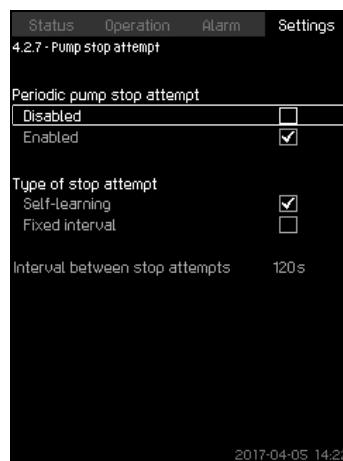 Status Operation Alarm Settings
4.2.7 - Pump stop attempt
Periodic pump stop attempt
Disabled
Enabled
Type of stop attempt
Self-learning
Fixed interval
Interval between stop attempts 120s
2017-04-05 14:22